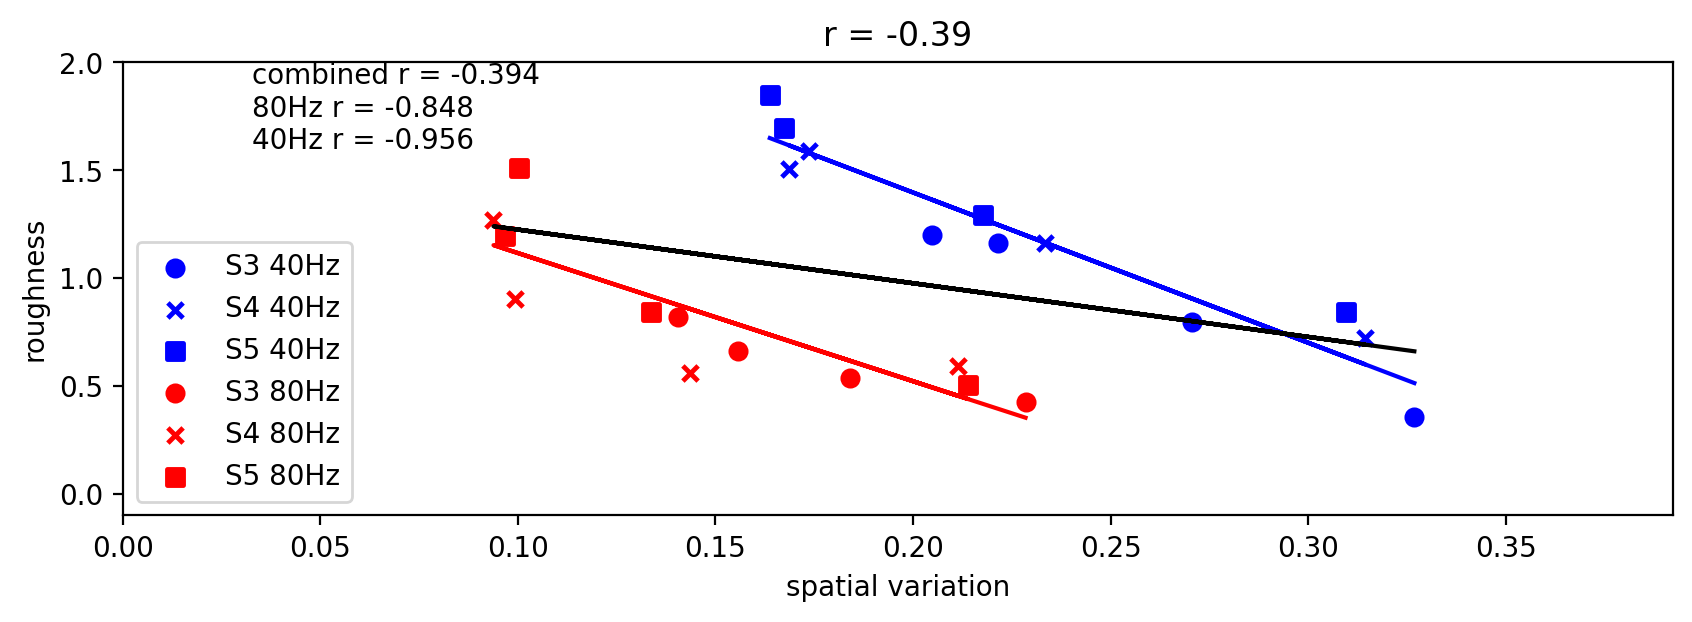 r = -0.39
combined r = -0.394
80Hz r = -0.848
40Hz r = -0.956
roughness
2.0
1.5
1.0
0.5
0.0
S3 40Hz
S4 40Hz
S5 40Hz
S3 80Hz
S4 80Hz
S5 80Hz
0.00 0.05 0.10 0.15 0.20 0.25 0.30 0.35
spatial variation